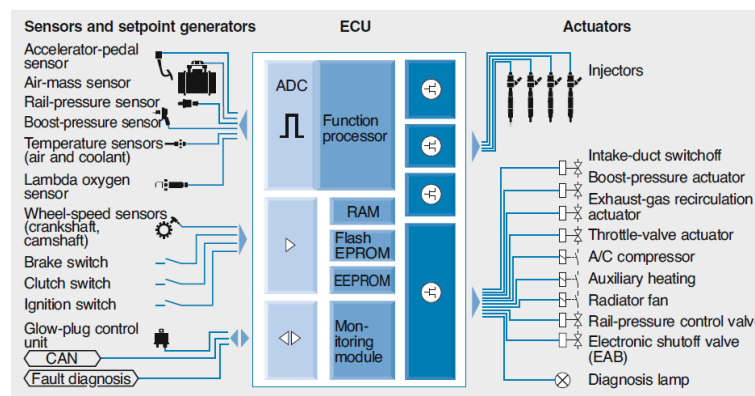 Sensors and setpoint generators
ECU
Actuators
Accelerator-pedal
sensor
Air-mass sensor
Rail-pressure sensor
Boost-pressure sensor
Temperature sensors
(air and coolant)
Lambda oxygen
sensor
Wheel-speed sensors
(crankshaft,
camshaft)
Brake switch
Clutch switch
Ignition switch
Glow-plug control
unit
CAN
Fault diagnosis
ADC
Function
processor
RAM
Flash
EPROM
EEPROM
Mon-
itoring
module
Injectors
Intake-duct switchoff
Boost-pressure actuator
Exhaust-gas recirculation
actuator
Throttle-valve actuator
A/C compressor
Auxiliary heating
Radiator fan
Rail-pressure control valv
Electronic shutoff valve
(EAB)
Diagnosis lamp